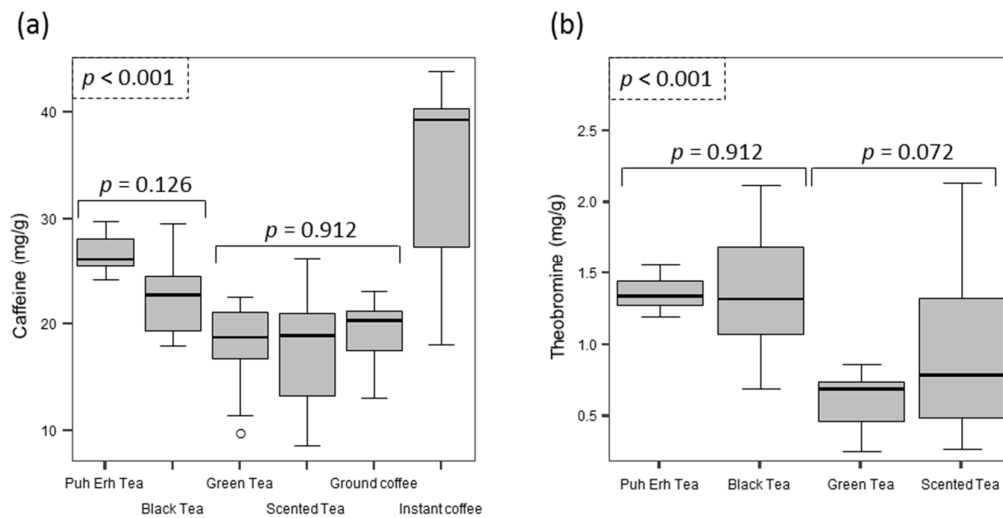 (a)
p < 0.001
p = 0.126
p = 0.912
Caffeine (mg/g)
40
30
20
10
Puh Erh Tea
Black Tea
Green Tea
Scented Tea
Ground coffee
Instant coffee
(b)
p < 0.001
p = 0.912
p = 0.072
Theobromine (mg/g)
2.5
2.0
1.5
1.0
0.5
Puh Erh Tea
Black Tea
Green Tea
Scented Tea